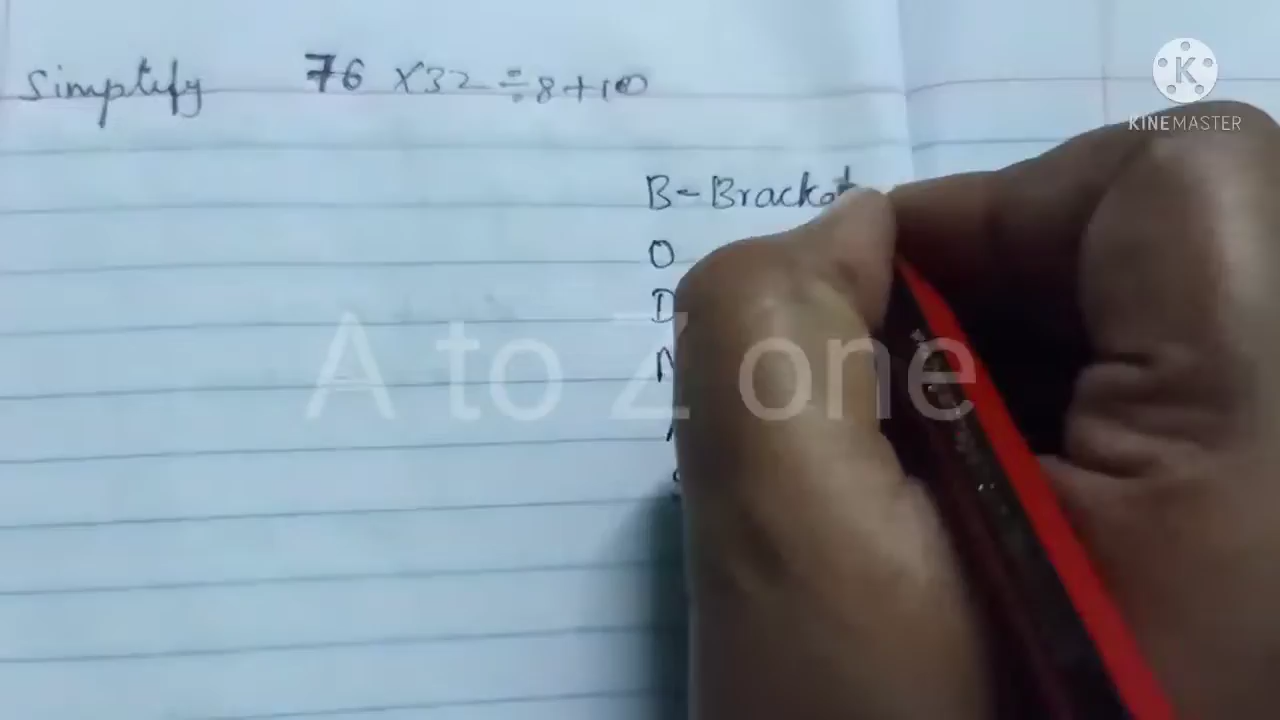 Simplify 76 × 32 ÷ 8 + 10
KINEMASTER
B - Bracket
O
D
A to Z one